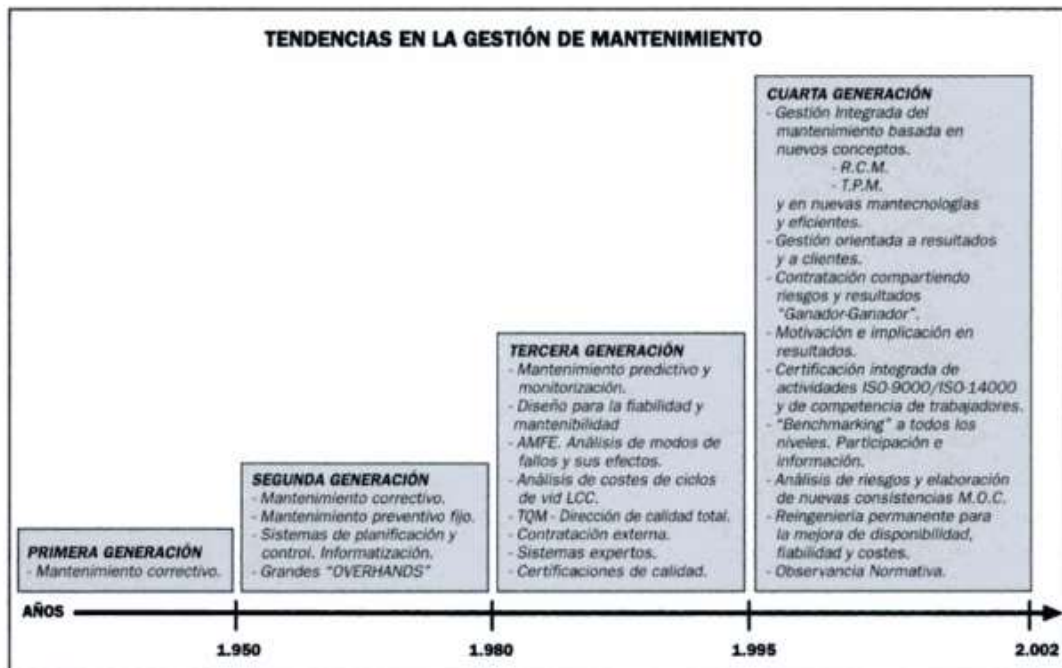 TENDENCIAS EN LA GESTIÓN DE MANTENIMIENTO
PRIMERA GENERACIÓN
- Mantenimiento correctivo.
SEGUNDA GENERACIÓN
- Mantenimiento correctivo.
- Mantenimiento preventivo fijo.
- Sistemas de planificación y
control. Informatización.
- Grandes "OVERHANDS"
TERCERA GENERACIÓN
- Mantenimiento predictivo y
monitorización.
- Diseño para la fiabilidad y
mantenibilidad
- AMFE. Análisis de modos de
fallos y sus efectos.
- Análisis de costes de ciclos
de vid LCC.
- TQM - Dirección de calidad total.
- Contratación externa.
- Sistemas expertos.
- Certificaciones de calidad.
CUARTA GENERACIÓN
- Gestión Integrada del
mantenimiento basada en
nuevos conceptos.
- R.C.M.
- T.P.M.
y en nuevas mantecnologías
y eficientes.
- Gestión orientada a resultados
y a clientes.
- Contratación compartiendo
riesgos y resultados
"Ganador-Ganador".
- Motivación e implicación en
resultados.
- Certificación integrada de
actividades ISO-9000/ISO-14000
y de competencia de trabajadores.
- "Benchmarking" a todos los
niveles. Participación e
información.
- Análisis de riesgos y elaboración
de nuevas consistencias M.O.C.
- Reingeniería permanente para
la mejora de disponibilidad,
fiabilidad y costes.
- Observancia Normativa.
AÑOS
1.950
1.980
1.995
2.002